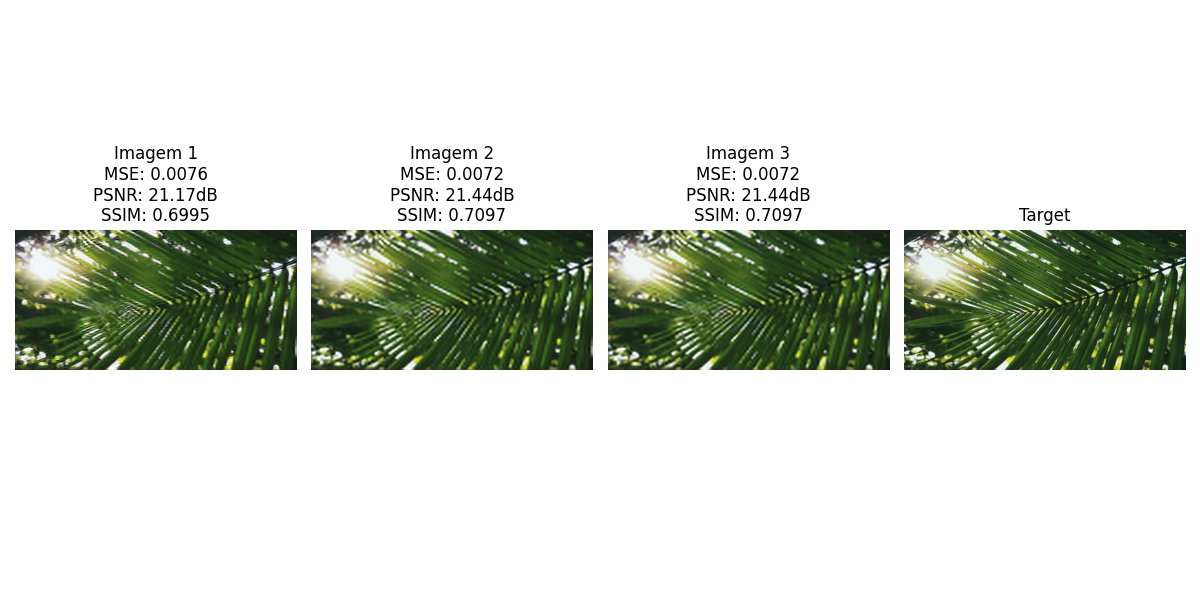 Imagem 1
MSE: 0.0076
PSNR: 21.17dB
SSIM: 0.6995
Imagem 2
MSE: 0.0072
PSNR: 21.44dB
SSIM: 0.7097
Imagem 3
MSE: 0.0072
PSNR: 21.44dB
SSIM: 0.7097
Target